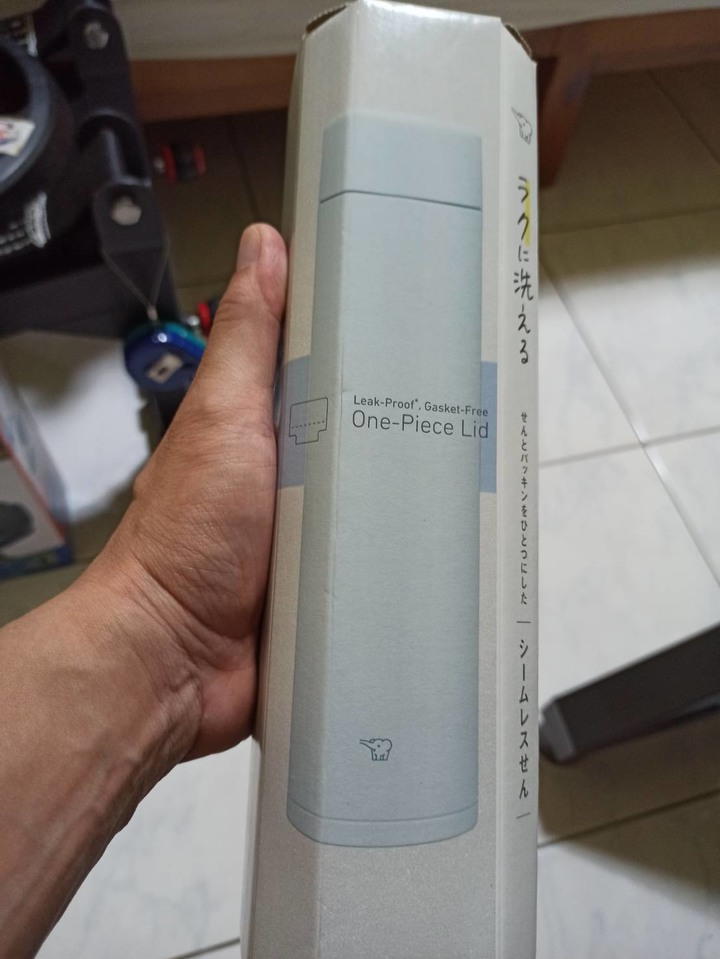 Leak-Proof*, Gasket-Free
One-Piece Lid
ラクに洗える
せんとパッキンをひとつにした
シームレスせん